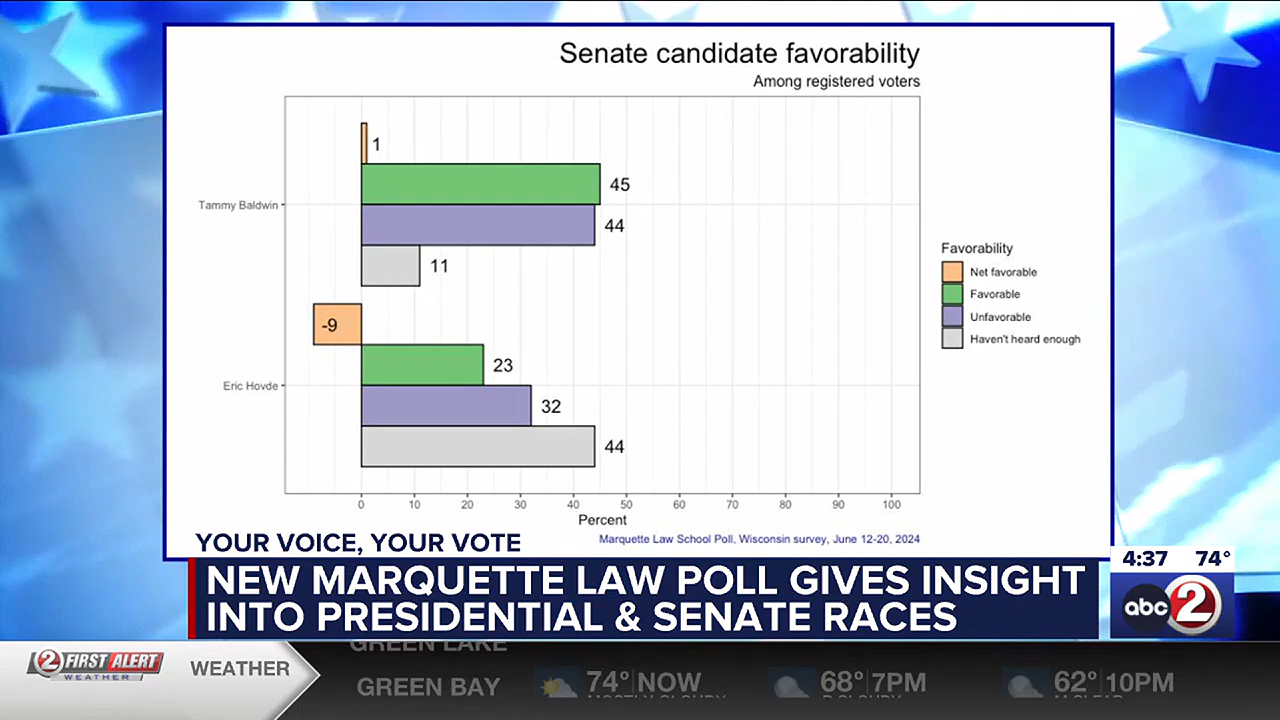 Senate candidate favorability
Among registered voters
1
45
Tammy Baldwin
44
11
-9
23
Eric Hovde
32
44
Favorability
Net favorable
Favorable
Unfavorable
Haven't heard enough
0 10 20 30 40 50 60 70 80 90 100
Percent
Marquette Law School Poll, Wisconsin survey, June 12-20, 2024
YOUR VOICE, YOUR VOTE
NEW MARQUETTE LAW POLL GIVES INSIGHT
INTO PRESIDENTIAL & SENATE RACES
4:37 74°
abc 2
2 FIRST ALERT
WEATHER
WEATHER
GREEN LAKE
GREEN BAY 74° NOW 68° 7PM 62° 10PM
MOSTLY CLOUDY